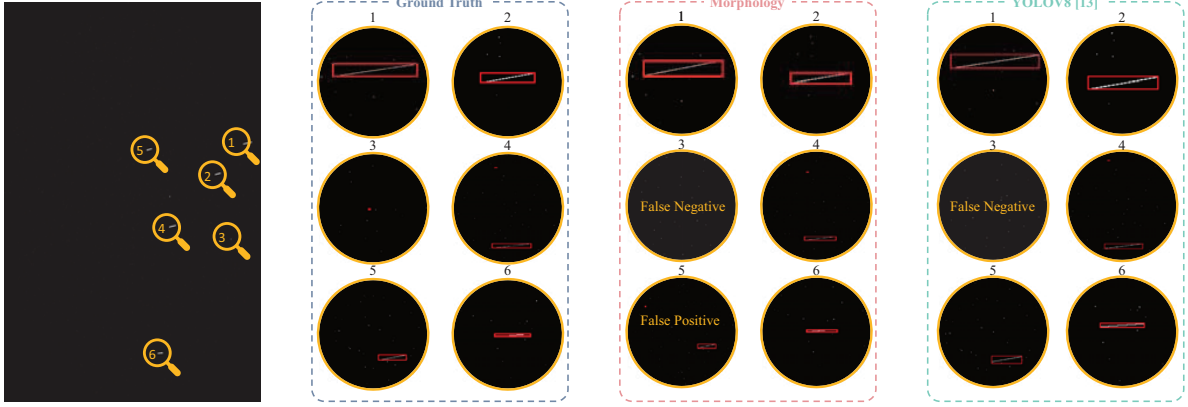 Ground Truth
Morphology
YOLOV8 [13]
1 2
1 2
1 2
5
1
2
4
3
6
3 4
3 4
3 4
False Negative
False Negative
5 6
5 6
5 6
False Positive